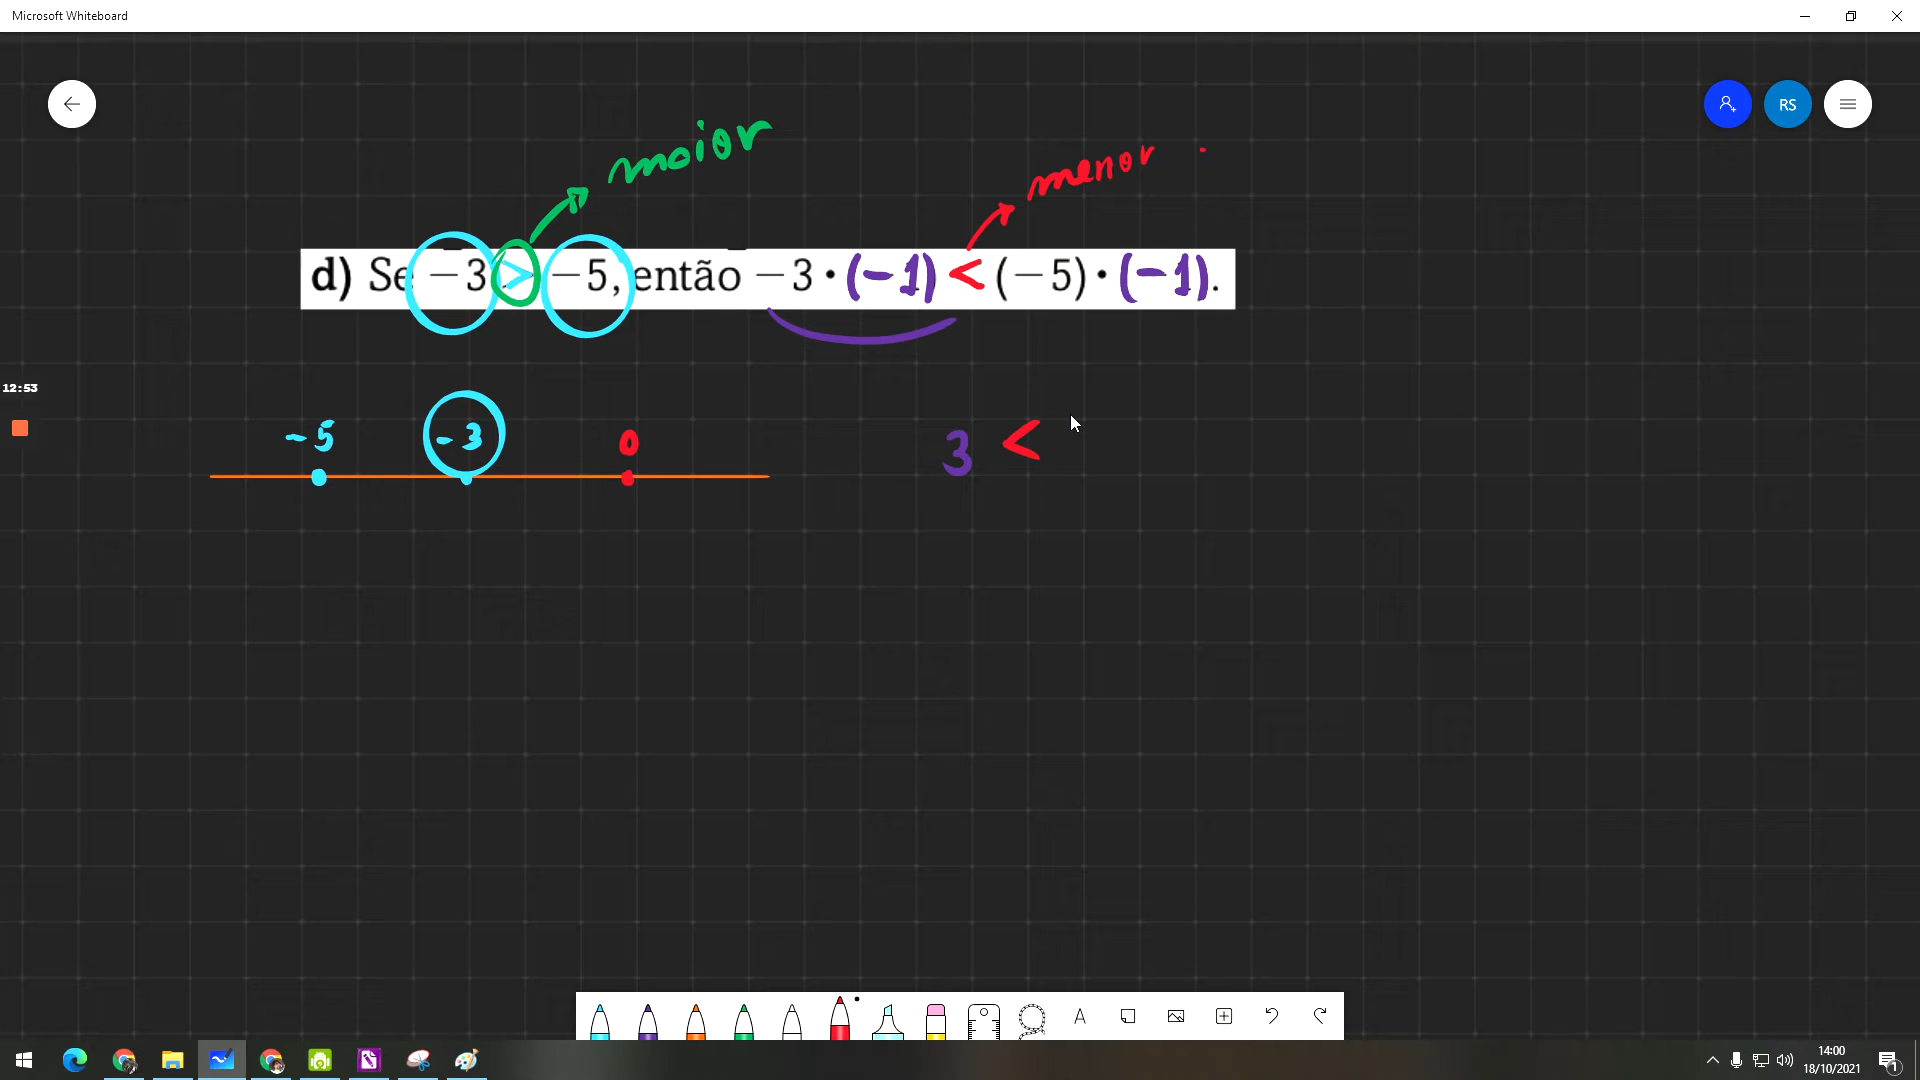 Microsoft Whiteboard
RS
maior
menor
d) Se −3 > −5, então −3 · (−1) < (−5) · (−1).
12:53
-5 -3 0
3 <
A
14:00
18/10/2021
1